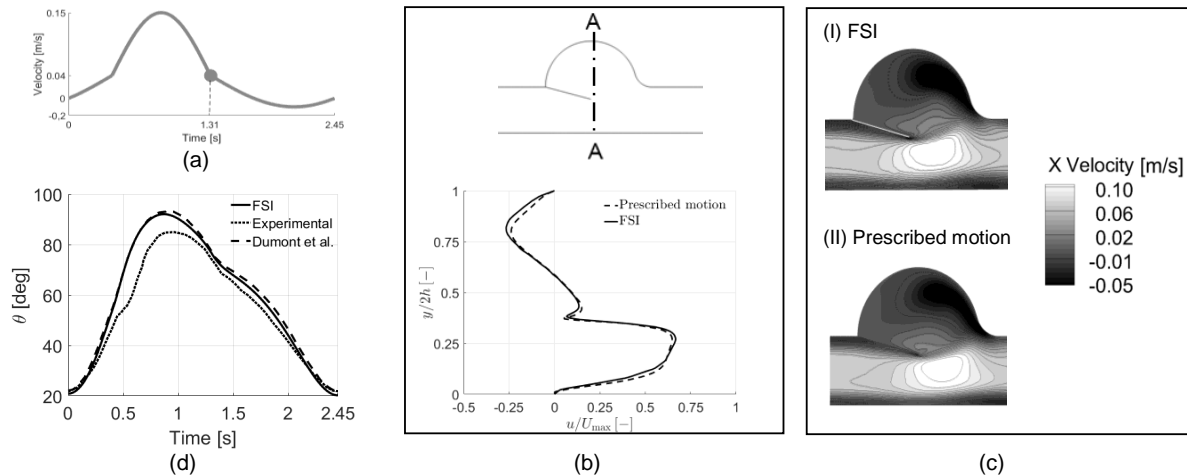 0.15
0.04
0
-0,2
Velocity [m/s]
0
1.31
2.45
Time [s]
(a)
100
80
60
40
20
θ [deg]
FSI
Experimental
Dumont et al.
0
0.5
1
1.5
2
2.45
Time [s]
(d)
A
A
1
0.75
0.5
0.25
0
y/2h [−]
Prescribed motion
FSI
-0.5
-0.25
0
0.25
0.5
0.75
1
u/Umax [−]
(b)
(I) FSI
(II) Prescribed motion
X Velocity [m/s]
0.10
0.06
0.02
-0.01
-0.05
(c)